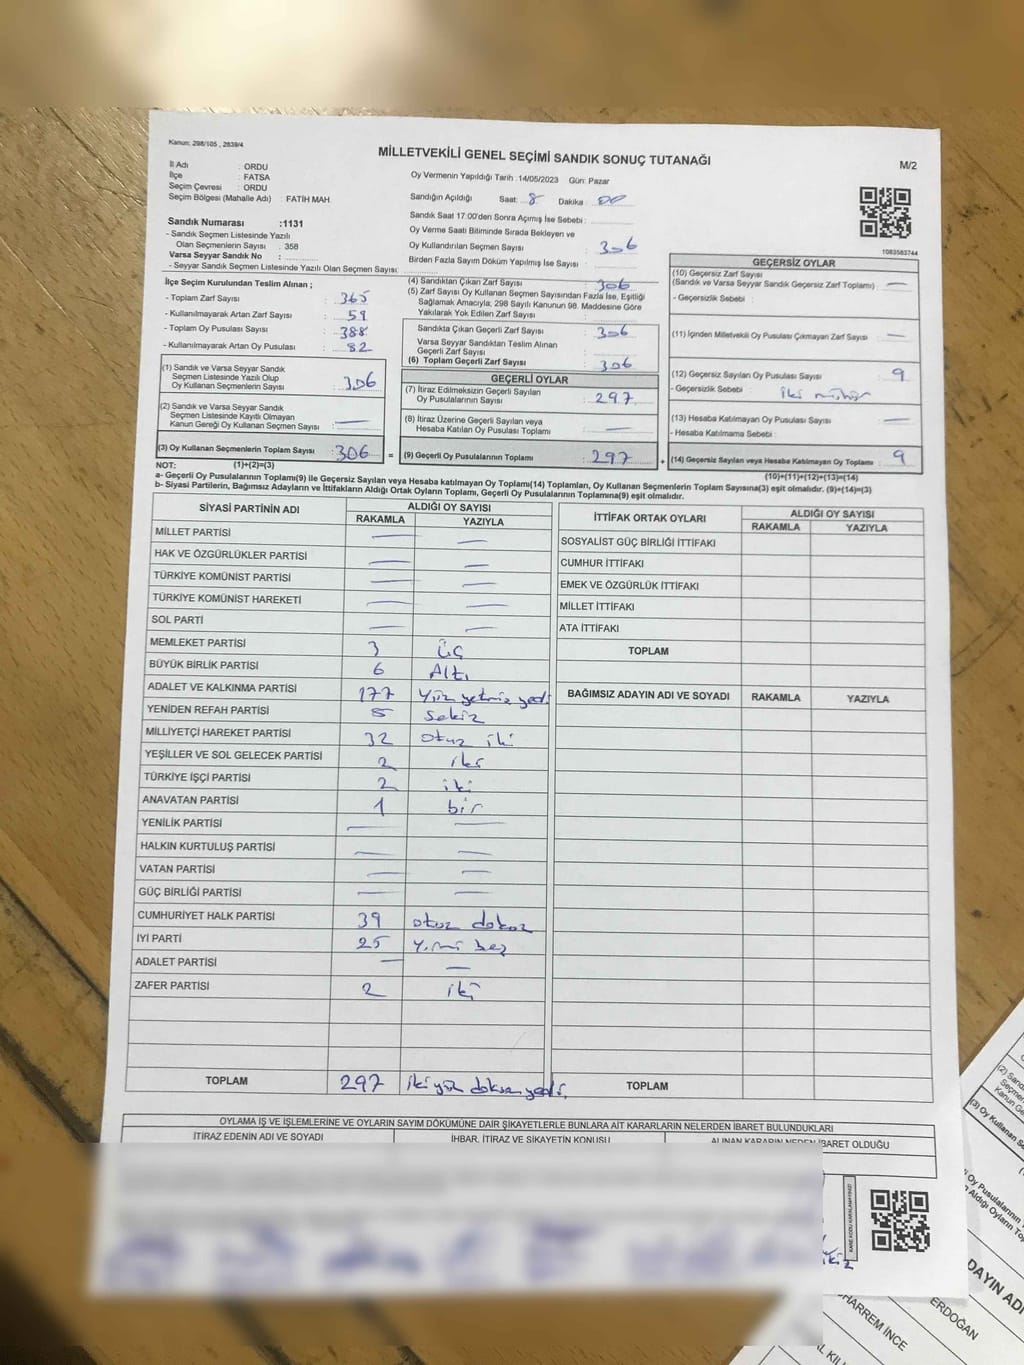 Kanun: 298/105 , 2839/4
MİLLETVEKİLİ GENEL SEÇİMİ SANDIK SONUÇ TUTANAĞI
M/2
İl Adı : ORDU
İlçe : FATSA
Seçim Çevresi : ORDU
Seçim Bölgesi (Mahalle Adı) : FATİH MAH.
Sandık Numarası :1131
- Sandık Seçmen Listesinde Yazılı
Olan Seçmenlerin Sayısı : 358
Varsa Seyyar Sandık No :
- Seyyar Sandık Seçmen Listesinde Yazılı Olan Seçmen Sayısı:
Oy Vermenin Yapıldığı Tarih :14/05/2023 Gün: Pazar
Sandığın Açıldığı Saat: 8 Dakika : 00
Sandık Saat 17:00'den Sonra Açımış İse Sebebi :
Oy Verme Saati Bitiminde Sırada Bekleyen ve
Oy Kullandırılan Seçmen Sayısı : 306
Birden Fazla Sayım Döküm Yapılmış İse Sayısı :
1083583744
İlçe Seçim Kurulundan Teslim Alınan ;
- Toplam Zarf Sayısı : 365
- Kullanılmayarak Artan Zarf Sayısı : 59
- Toplam Oy Pusulası Sayısı : 388
- Kullanılmayarak Artan Oy Pusulası : 82
(1) Sandık ve Varsa Seyyar Sandık
Seçmen Listesinde Yazılı Olup
Oy Kullanan Seçmenlerin Sayısı : 306
(2) Sandık ve Varsa Seyyar Sandık
Seçmen Listesinde Kayıtlı Olmayan
Kanun Gereği Oy Kullanan Seçmen Sayısı : —
(3) Oy Kullanan Seçmenlerin Toplam Sayısı : 306 =
(4) Sandıktan Çıkan Zarf Sayısı : 306
(5) Zarf Sayısı Oy Kullanan Seçmen Sayısından Fazla İse, Eşitliği
Sağlamak Amacıyla; 298 Sayılı Kanunun 98. Maddesine Göre
Yakılarak Yok Edilen Zarf Sayısı :
Sandıkta Çıkan Geçerli Zarf Sayısı : 306
Varsa Seyyar Sandıktan Teslim Alınan
Geçerli Zarf Sayısı :
(6) Toplam Geçerli Zarf Sayısı : 306
GEÇERLİ OYLAR
(7) İtiraz Edilmeksizin Geçerli Sayılan
Oy Pusulalarının Sayısı : 297
(8) İtiraz Üzerine Geçerli Sayılan veya
Hesaba Katılan Oy Pusulası Toplamı : —
(9) Geçerli Oy Pusulalarının Toplamı : 297 +
GEÇERSİZ OYLAR
(10) Geçersiz Zarf Sayısı
(Sandık ve Varsa Seyyar Sandık Geçersiz Zarf Toplamı) : —
- Geçersizlik Sebebi :
(11) İçinden Milletvekili Oy Pusulası Çıkmayan Zarf Sayısı : —
(12) Geçersiz Sayılan Oy Pusulası Sayısı : 9
- Geçersizlik Sebebi : iki mühür
(13) Hesaba Katılmayan Oy Pusulası Sayısı : —
- Hesaba Katılmama Sebebi :
(14) Geçersiz Sayılan veya Hesaba Katılmayan Oy Toplamı : 9
NOT: (1)+(2)=(3) (10)+(11)+(12)+(13)=(14)
a- Geçerli Oy Pusulalarının Toplamı(9) ile Geçersiz Sayılan veya Hesaba katılmayan Oy Toplamı(14) Toplamları, Oy Kullanan Seçmenlerin Toplam Sayısına(3) eşit olmalıdır. (9)+(14)=(3)
b- Siyasi Partilerin, Bağımsız Adayların ve İttifakların Aldığı Ortak Oyların Toplamı, Geçerli Oy Pusulalarının Toplamına(9) eşit olmalıdır.
SİYASİ PARTİNİN ADI ALDIĞI OY SAYISI
RAKAMLA YAZIYLA
MİLLET PARTİSİ — —
HAK VE ÖZGÜRLÜKLER PARTİSİ — —
TÜRKİYE KOMÜNİST PARTİSİ — —
TÜRKİYE KOMÜNİST HAREKETİ — —
SOL PARTİ — —
MEMLEKET PARTİSİ 3 üç
BÜYÜK BİRLİK PARTİSİ 6 Altı
ADALET VE KALKINMA PARTİSİ 177 Yüz yetmiş yedi
YENİDEN REFAH PARTİSİ 8 sekiz
MİLLİYETÇİ HAREKET PARTİSİ 32 otuz iki
YEŞİLLER VE SOL GELECEK PARTİSİ 2 iki
TÜRKİYE İŞÇİ PARTİSİ 2 iki
ANAVATAN PARTİSİ 1 bir
YENİLİK PARTİSİ — —
HALKIN KURTULUŞ PARTİSİ — —
VATAN PARTİSİ — —
GÜÇ BİRLİĞİ PARTİSİ — —
CUMHURİYET HALK PARTİSİ 39 otuz dokuz
İYİ PARTİ 25 Yirmi beş
ADALET PARTİSİ — —
ZAFER PARTİSİ 2 iki
TOPLAM 297 iki yüz doksan yedi.
İTTİFAK ORTAK OYLARI ALDIĞI OY SAYISI
RAKAMLA YAZIYLA
SOSYALİST GÜÇ BİRLİĞİ İTTİFAKI
CUMHUR İTTİFAKI
EMEK VE ÖZGÜRLÜK İTTİFAKI
MİLLET İTTİFAKI
ATA İTTİFAKI
TOPLAM
BAĞIMSIZ ADAYIN ADI VE SOYADI RAKAMLA YAZIYLA
TOPLAM
OYLAMA İŞ VE İŞLEMLERİNE VE OYLARIN SAYIM DÖKÜMÜNE DAİR ŞİKAYETLERLE BUNLARA AİT KARARLARIN NELERDEN İBARET BULUNDUKLARI
İTİRAZ EDENİN ADI VE SOYADI İHBAR, İTİRAZ VE ŞİKAYETİN KONUSU ALINAN KARARIN NEDEN İBARET OLDUĞU
KARE KODU KARALAMAYINIZ!
ADAYIN ADI
ERDOĞAN
MUHARREM İNCE